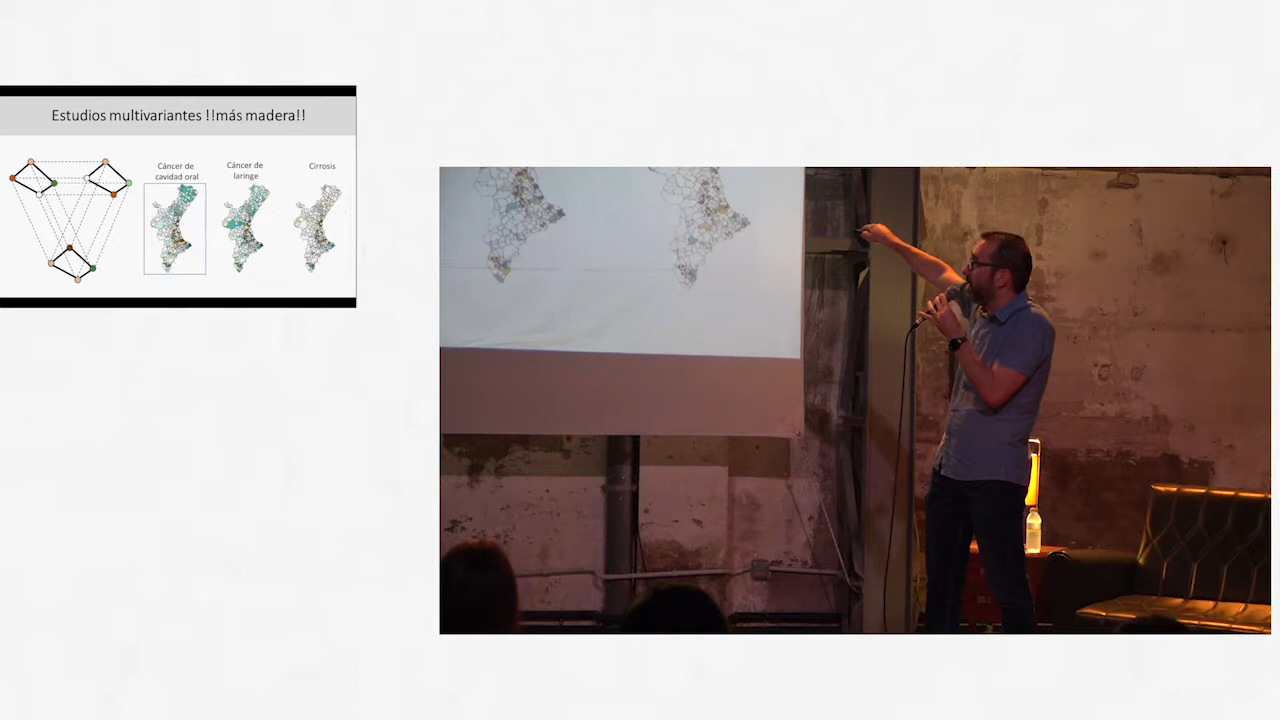 Estudios multivariantes !!más madera!!
Cáncer de
cavidad oral
Cáncer de
laringe
Cirrosis